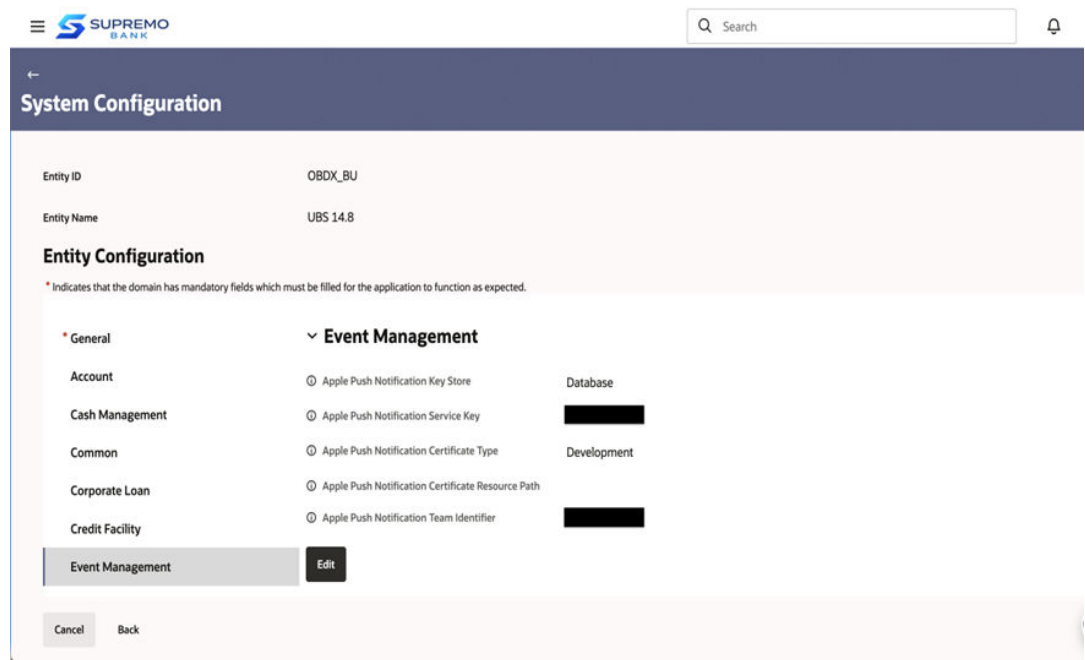 SUPREMO
BANK
Search
System Configuration
Entity ID OBDX_BU
Entity Name UBS 14.8
Entity Configuration
* Indicates that the domain has mandatory fields which must be filled for the application to function as expected.
* General
Event Management
Account
Apple Push Notification Key Store Database
Cash Management
Apple Push Notification Service Key
Common
Apple Push Notification Certificate Type Development
Corporate Loan
Apple Push Notification Certificate Resource Path
Credit Facility
Apple Push Notification Team Identifier
Event Management
Edit
Cancel Back